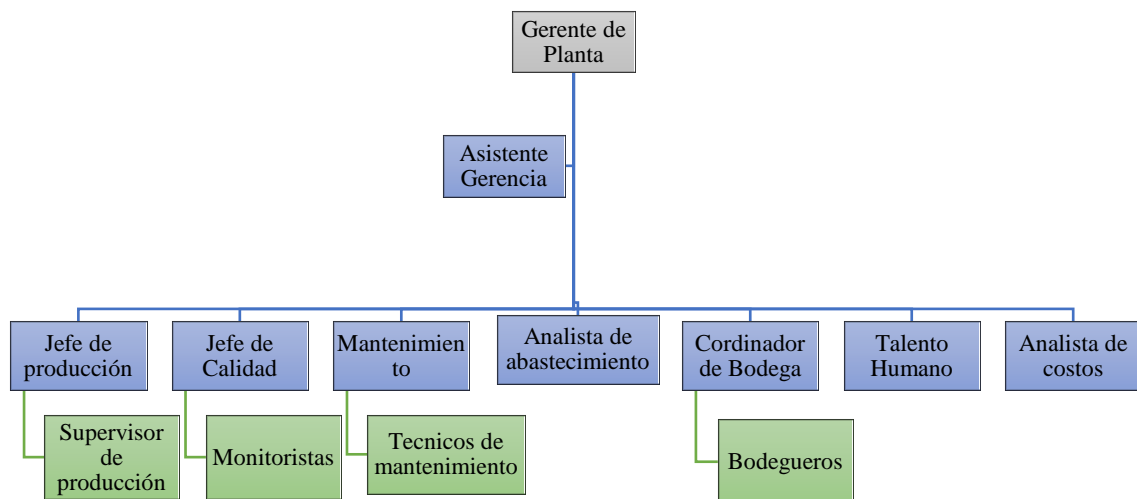 Gerente de
Planta
Asistente
Gerencia
Jefe de
producción
Jefe de
Calidad
Mantenimien
to
Analista de
abastecimiento
Cordinador
de Bodega
Talento
Humano
Analista de
costos
Supervisor
de
producción
Monitoristas
Tecnicos de
mantenimiento
Bodegueros